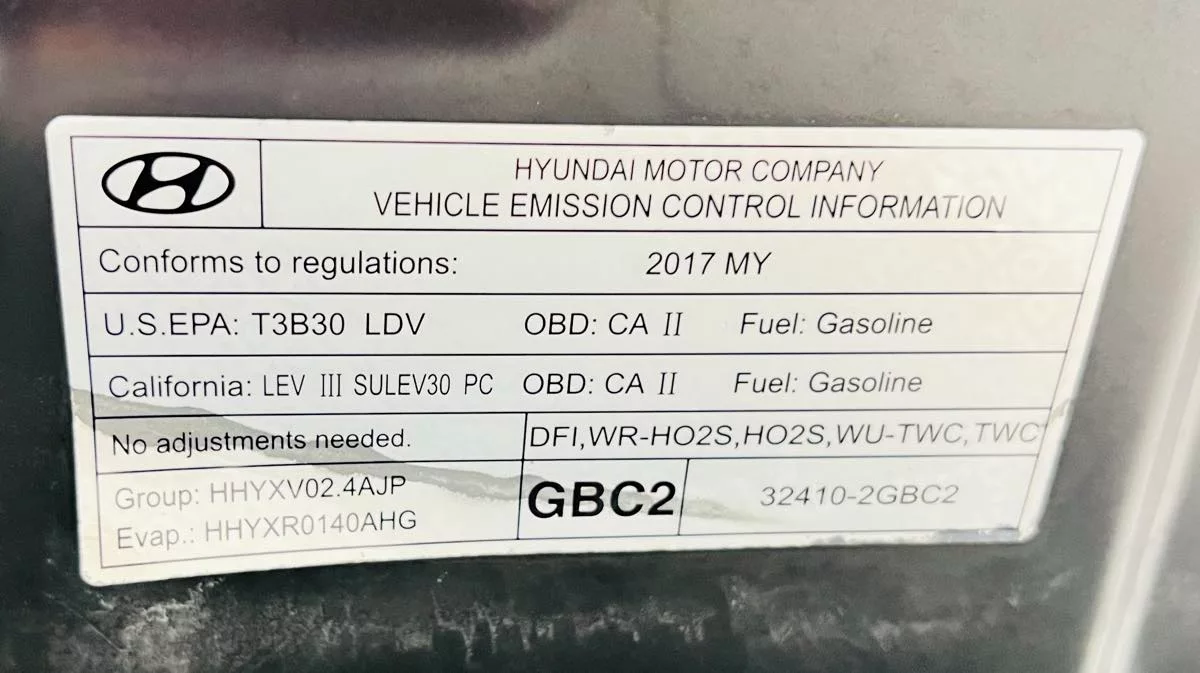 HYUNDAI MOTOR COMPANY
VEHICLE EMISSION CONTROL INFORMATION
Conforms to regulations: 2017 MY
U.S.EPA: T3B30 LDV OBD: CA II Fuel: Gasoline
California: LEV III SULEV30 PC OBD: CA II Fuel: Gasoline
No adjustments needed. DFI,WR-HO2S,HO2S,WU-TWC,TWC
Group: HHYXV02.4AJP
Evap.: HHYXR0140AHG
GBC2 32410-2GBC2